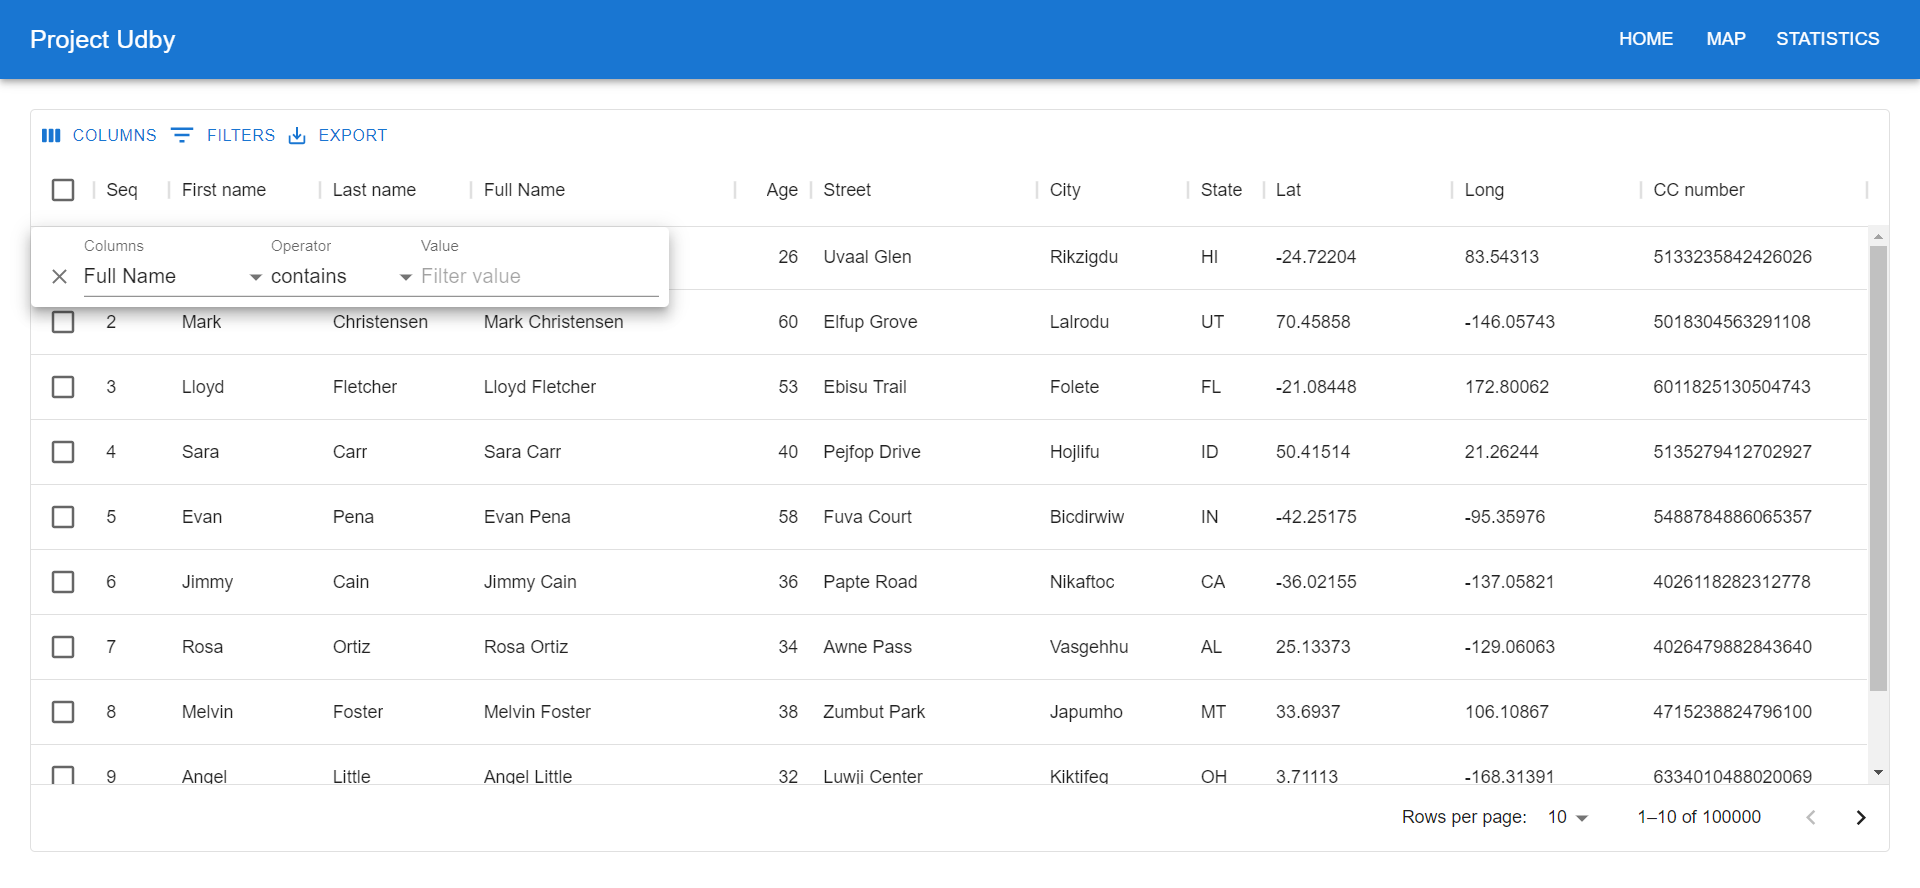 Project Udby HOME MAP STATISTICS
COLUMNS FILTERS EXPORT
Seq First name Last name Full Name Age Street City State Lat Long CC number
Columns Operator Value
Full Name contains Filter value
26 Uvaal Glen Rikzigdu HI -24.72204 83.54313 5133235842426026
2 Mark Christensen Mark Christensen 60 Elfup Grove Lalrodu UT 70.45858 -146.05743 5018304563291108
3 Lloyd Fletcher Lloyd Fletcher 53 Ebisu Trail Folete FL -21.08448 172.80062 6011825130504743
4 Sara Carr Sara Carr 40 Pejfop Drive Hojlifu ID 50.41514 21.26244 5135279412702927
5 Evan Pena Evan Pena 58 Fuva Court Bicdirwiw IN -42.25175 -95.35976 5488784886065357
6 Jimmy Cain Jimmy Cain 36 Papte Road Nikaftoc CA -36.02155 -137.05821 4026118282312778
7 Rosa Ortiz Rosa Ortiz 34 Awne Pass Vasgehhu AL 25.13373 -129.06063 4026479882843640
8 Melvin Foster Melvin Foster 38 Zumbut Park Japumho MT 33.6937 106.10867 4715238824796100
9 Angel Little Angel Little 32 Luwji Center Kiktifeg OH 3.71113 -168.31391 6334010488020069
Rows per page: 10 1–10 of 100000